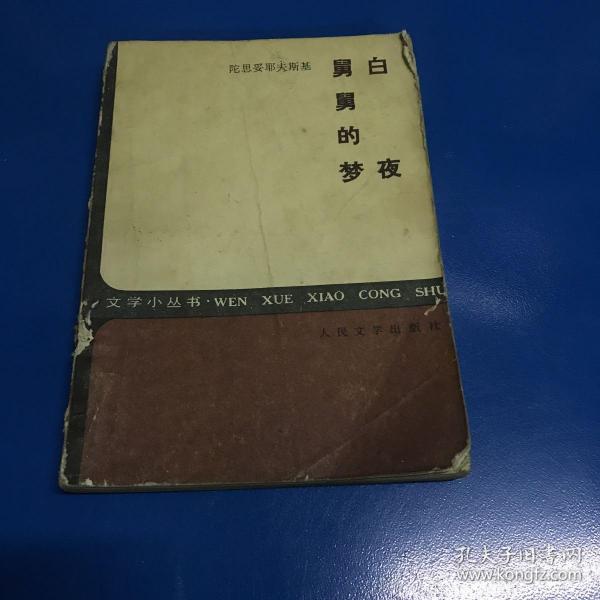 白夜
舅舅的梦
陀思妥耶夫斯基
文学小丛书·WEN XUE XIAO CONG SHU
人民文学出版社
孔夫子旧书网
www.kongfz.com